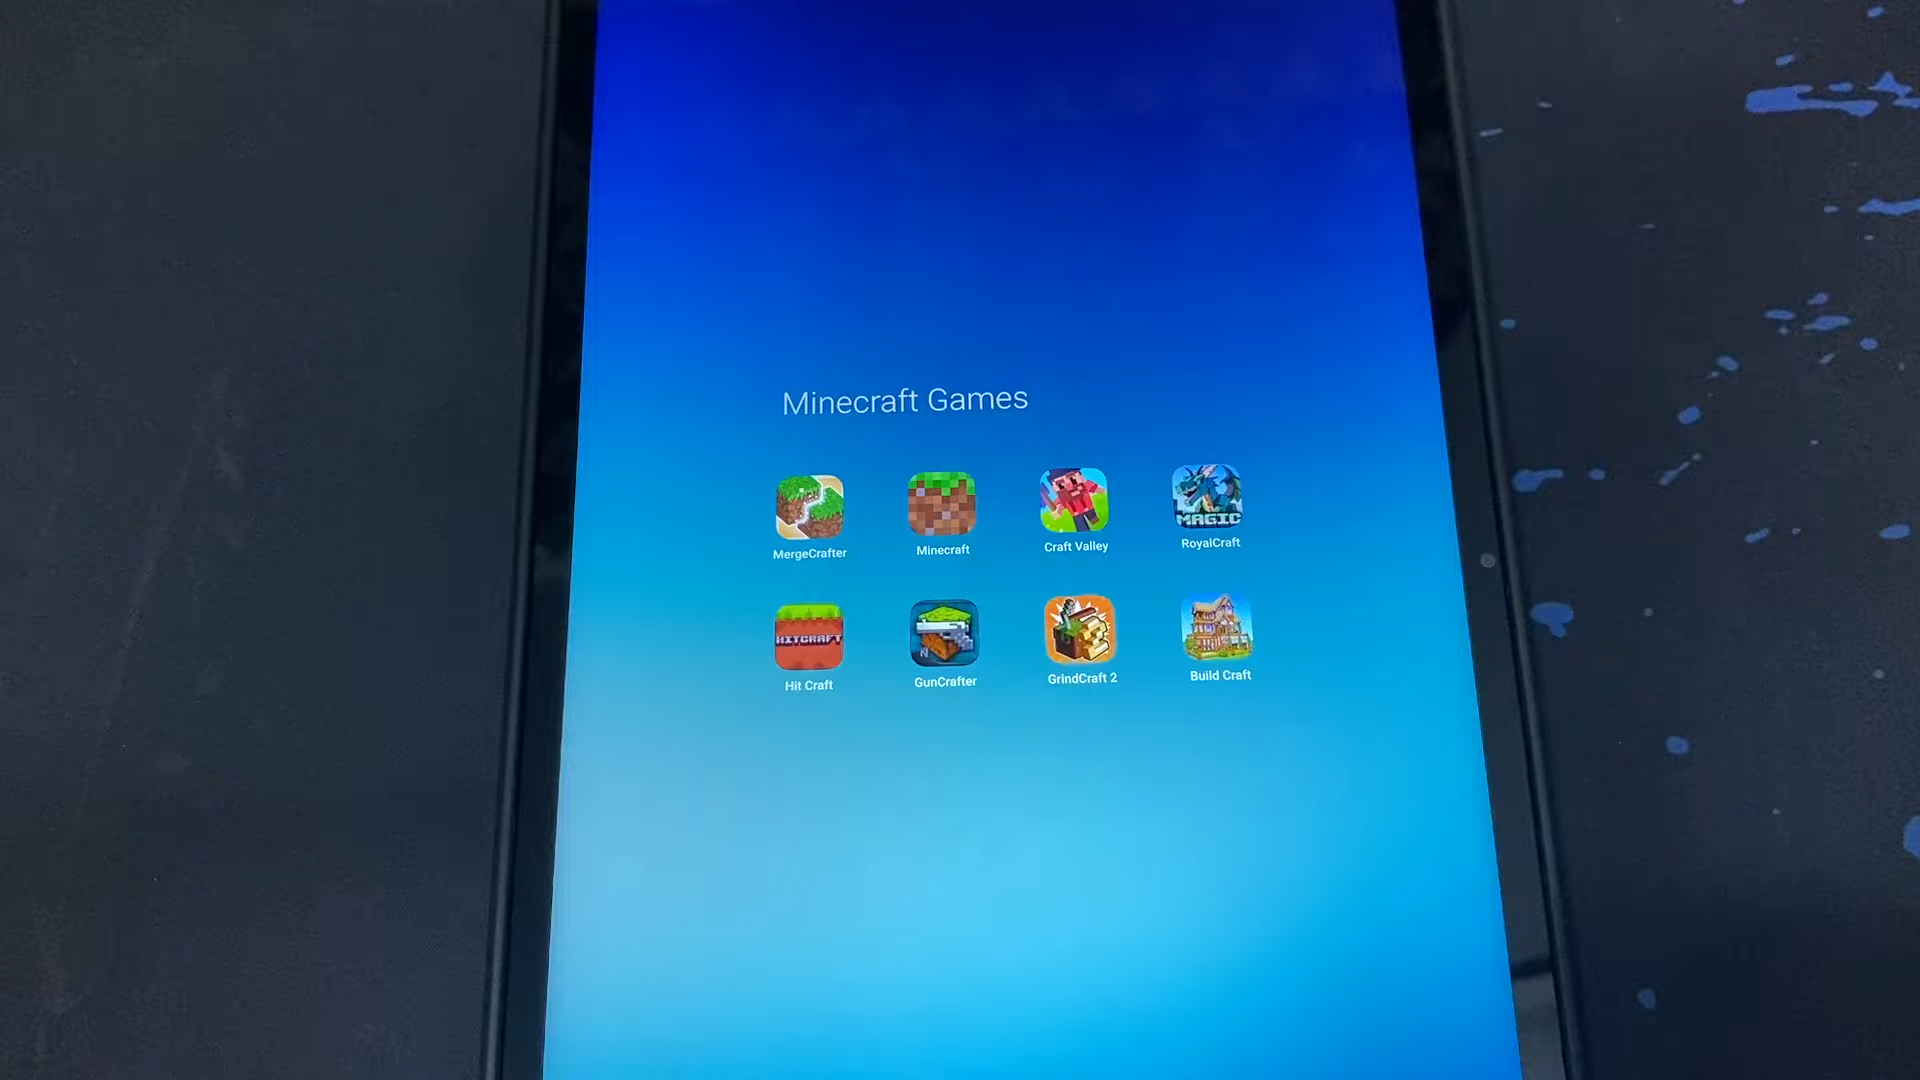 Minecraft Games
MAGIC
MergeCrafter
Minecraft
Craft Valley
RoyalCraft
HITCRAFT
Hit Craft
GunCrafter
GrindCraft 2
Build Craft